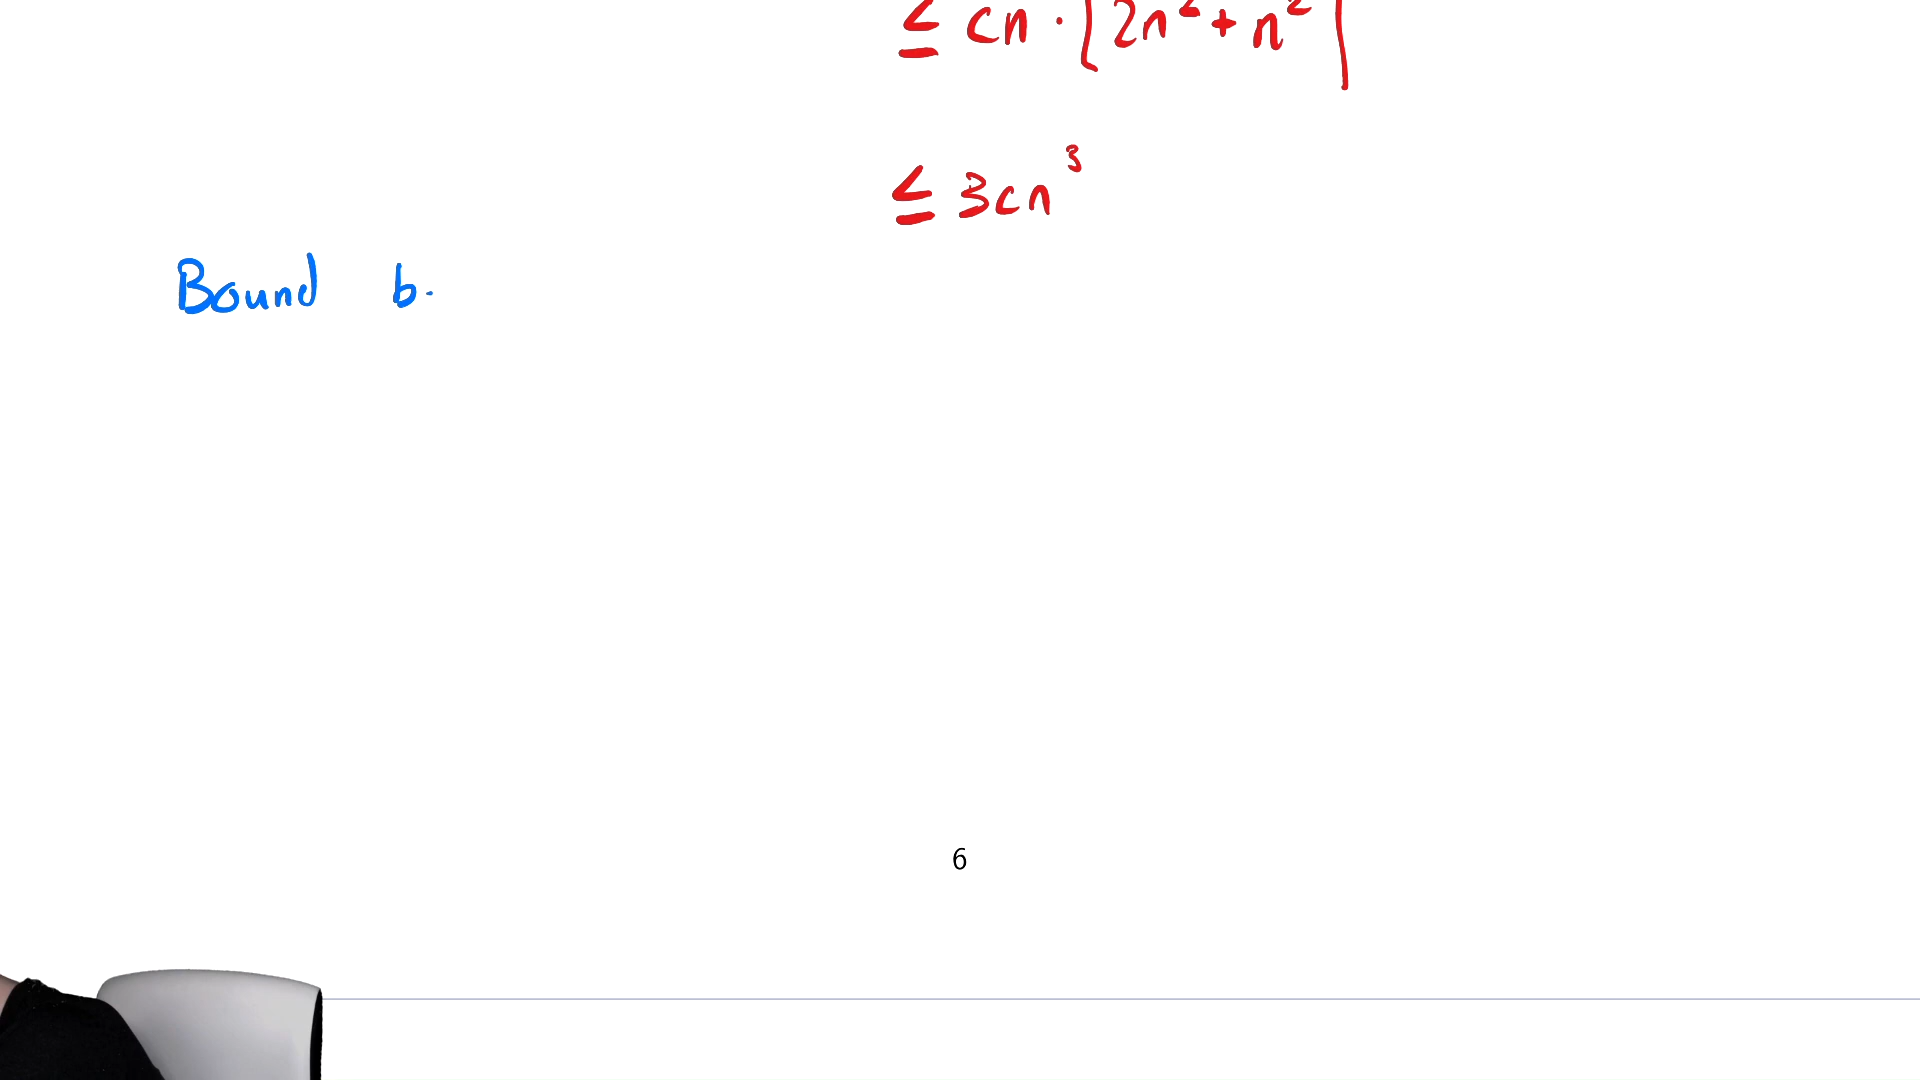 ≤ cn · [2n² + n²]
≤ 3cn³
Bound b.
6